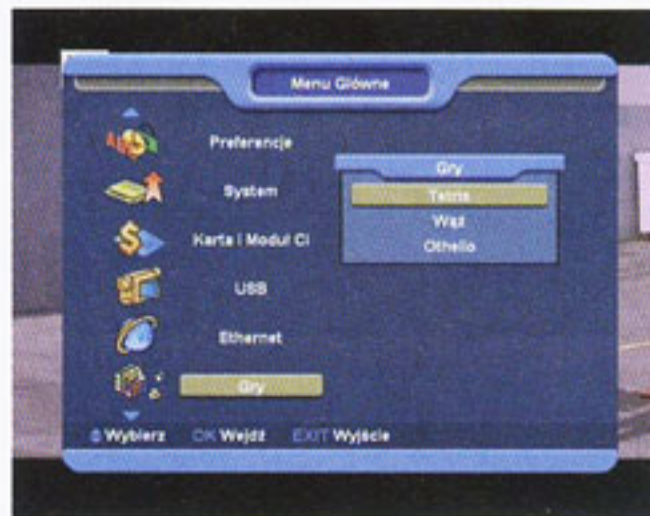 Menu Główne
Preferencje
System
Karta i Moduł CI
USB
Ethernet
Gry
Gry
Tetris
Wąż
Othello
Wybierz OK Wejdź EXIT Wyjście